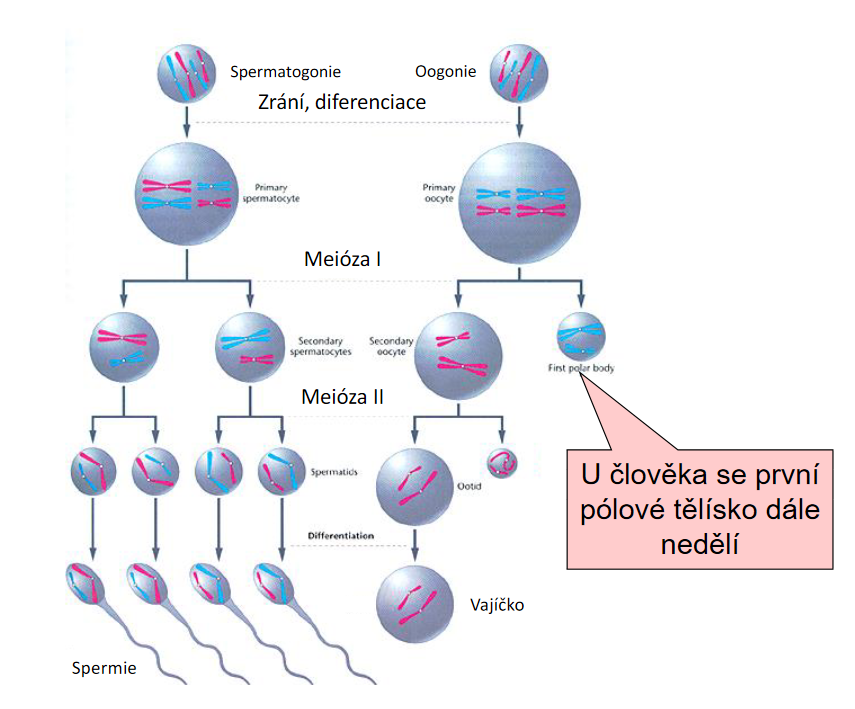 Spermatogonie
Oogonie
Zrání, diferenciace
Primary
spermatocyte
Primary
oocyte
Meióza I
Secondary
spermatocytes
Secondary
oocyte
First polar body
Meióza II
U člověka se první
pólové tělísko dále
nedělí
Spermatids
Ootid
Differentiation
Vajíčko
Spermie